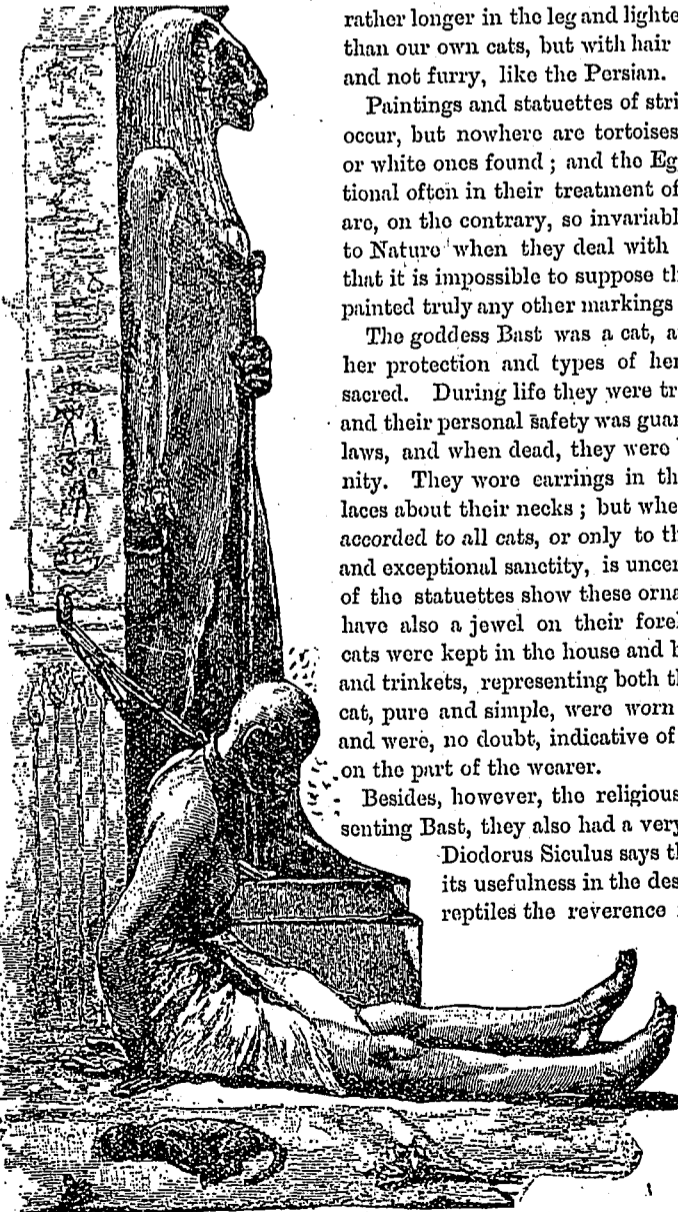 rather longer in the leg and lighte
than our own cats, but with hair
and not furry, like the Persian.
Paintings and statuettes of stri
occur, but nowhere are tortoises
or white ones found; and the Eg
tional often in their treatment of
are, on the contrary, so invariabl
to Nature when they deal with
that it is impossible to suppose th
painted truly any other markings
The goddess Bast was a cat, a
her protection and types of her
sacred. During life they were tr
and their personal safety was guar
laws, and when dead, they were
nity. They wore earrings in th
laces about their necks; but whe
accorded to all cats, or only to th
and exceptional sanctity, is uncer
of the statuettes show these orna
have also a jewel on their fore
cats were kept in the house and
and trinkets, representing both th
cat, pure and simple, were worn
and were, no doubt, indicative of
on the part of the wearer.
Besides, however, the religious
senting Bast, they also had a very
Diodorus Siculus says th
its usefulness in the des
reptiles the reverence